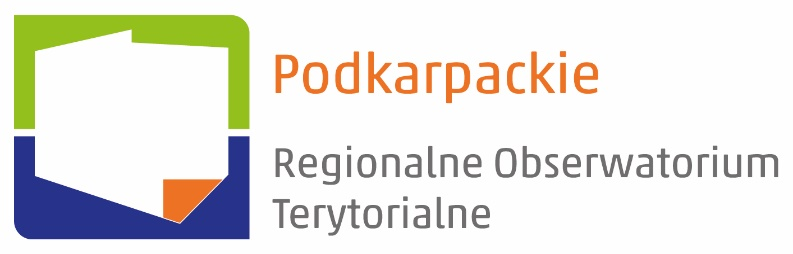 Podkarpackie
Regionalne Obserwatorium
Terytorialne